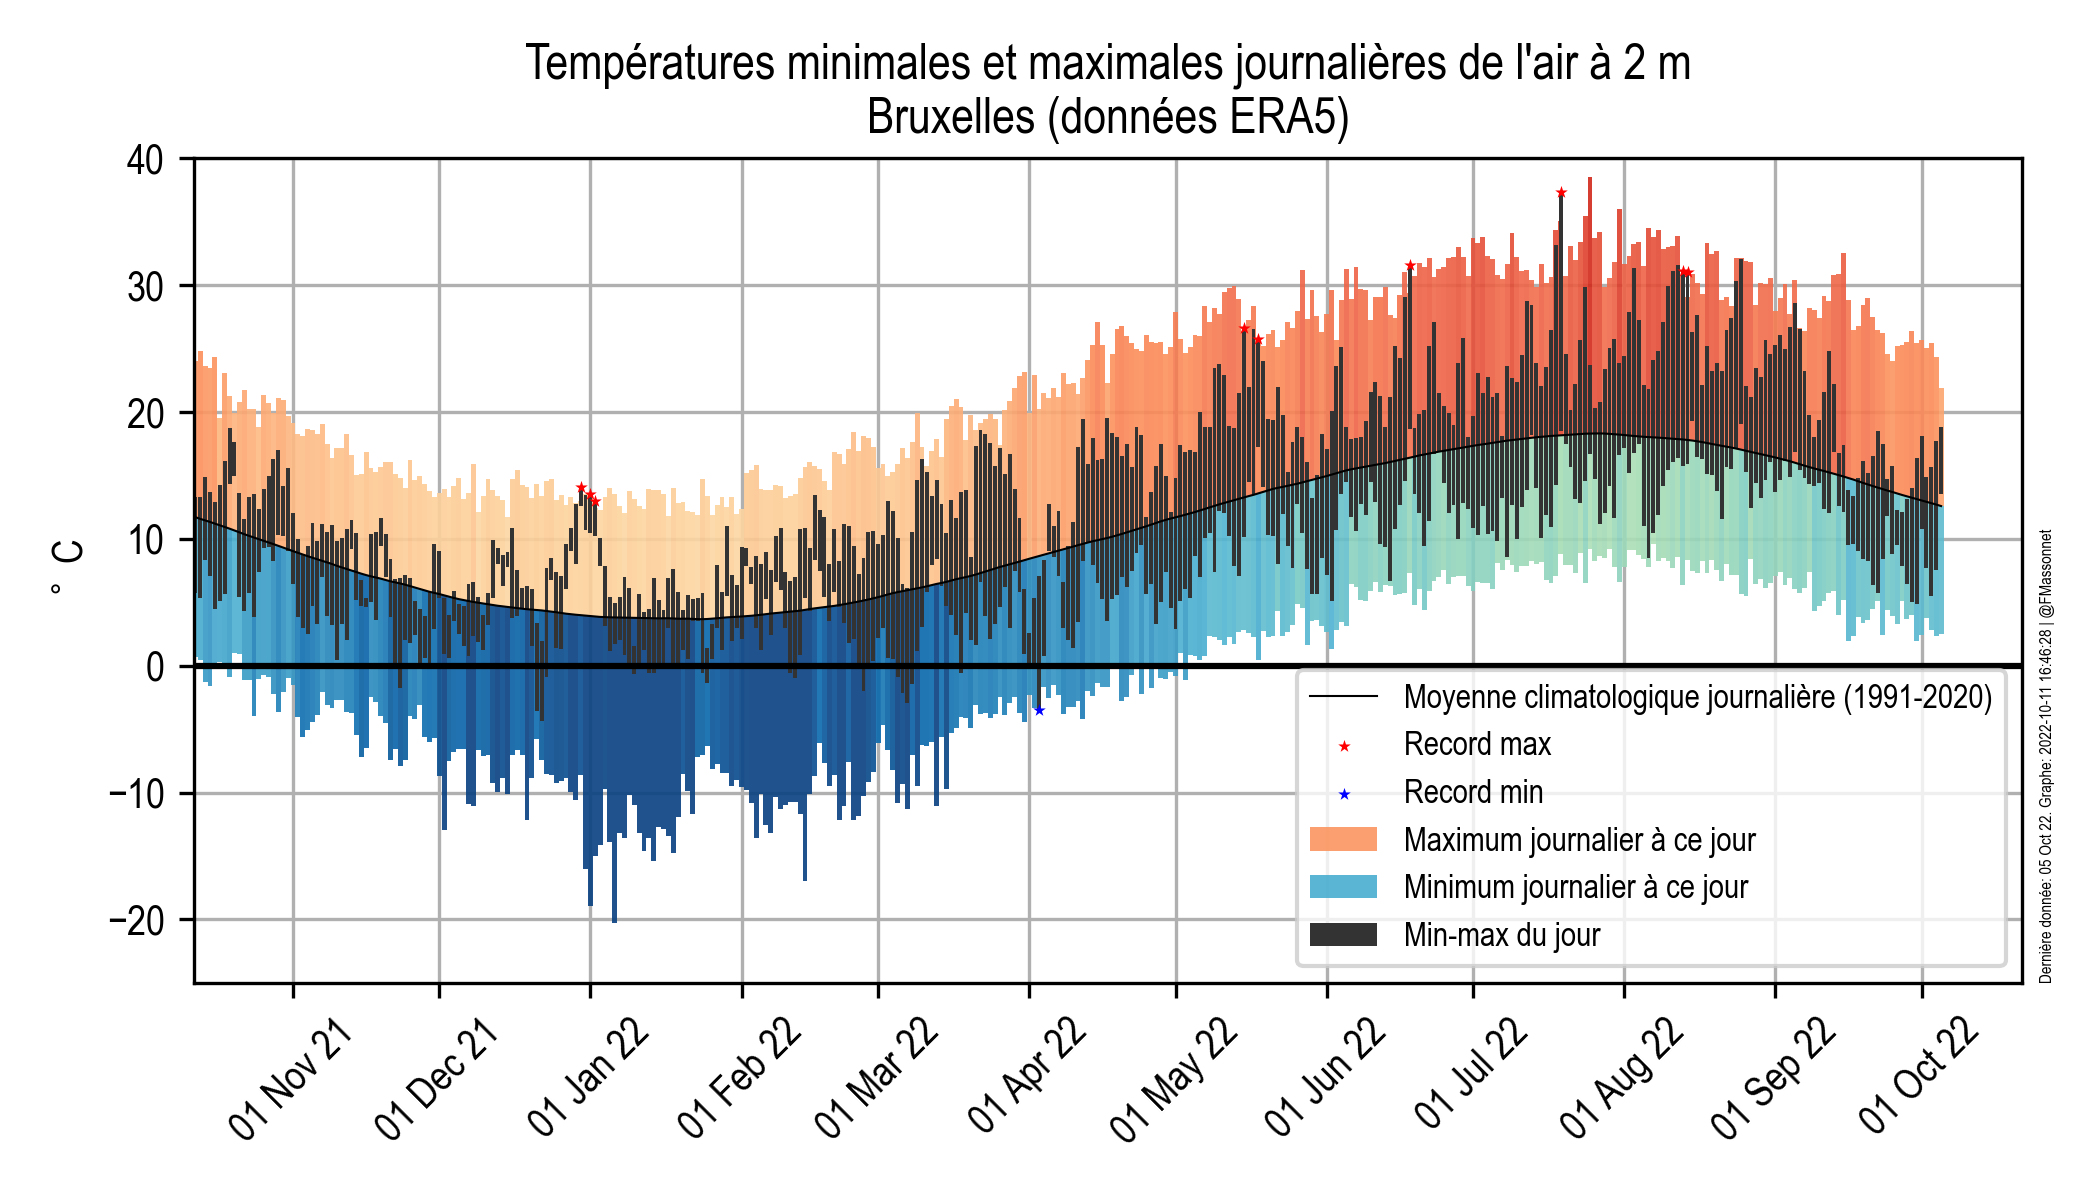 Températures minimales et maximales journalières de l'air à 2 m
Bruxelles (données ERA5)
° C
40
30
20
10
0
−10
−20
01 Nov 21
01 Dec 21
01 Jan 22
01 Feb 22
01 Mar 22
01 Apr 22
01 May 22
01 Jun 22
01 Jul 22
01 Aug 22
01 Sep 22
01 Oct 22
Moyenne climatologique journalière (1991-2020)
Record max
Record min
Maximum journalier à ce jour
Minimum journalier à ce jour
Min-max du jour
Dernière donnée: 05 Oct 22. Graphe: 2022-10-11 16:46:28 | @FMassonnet